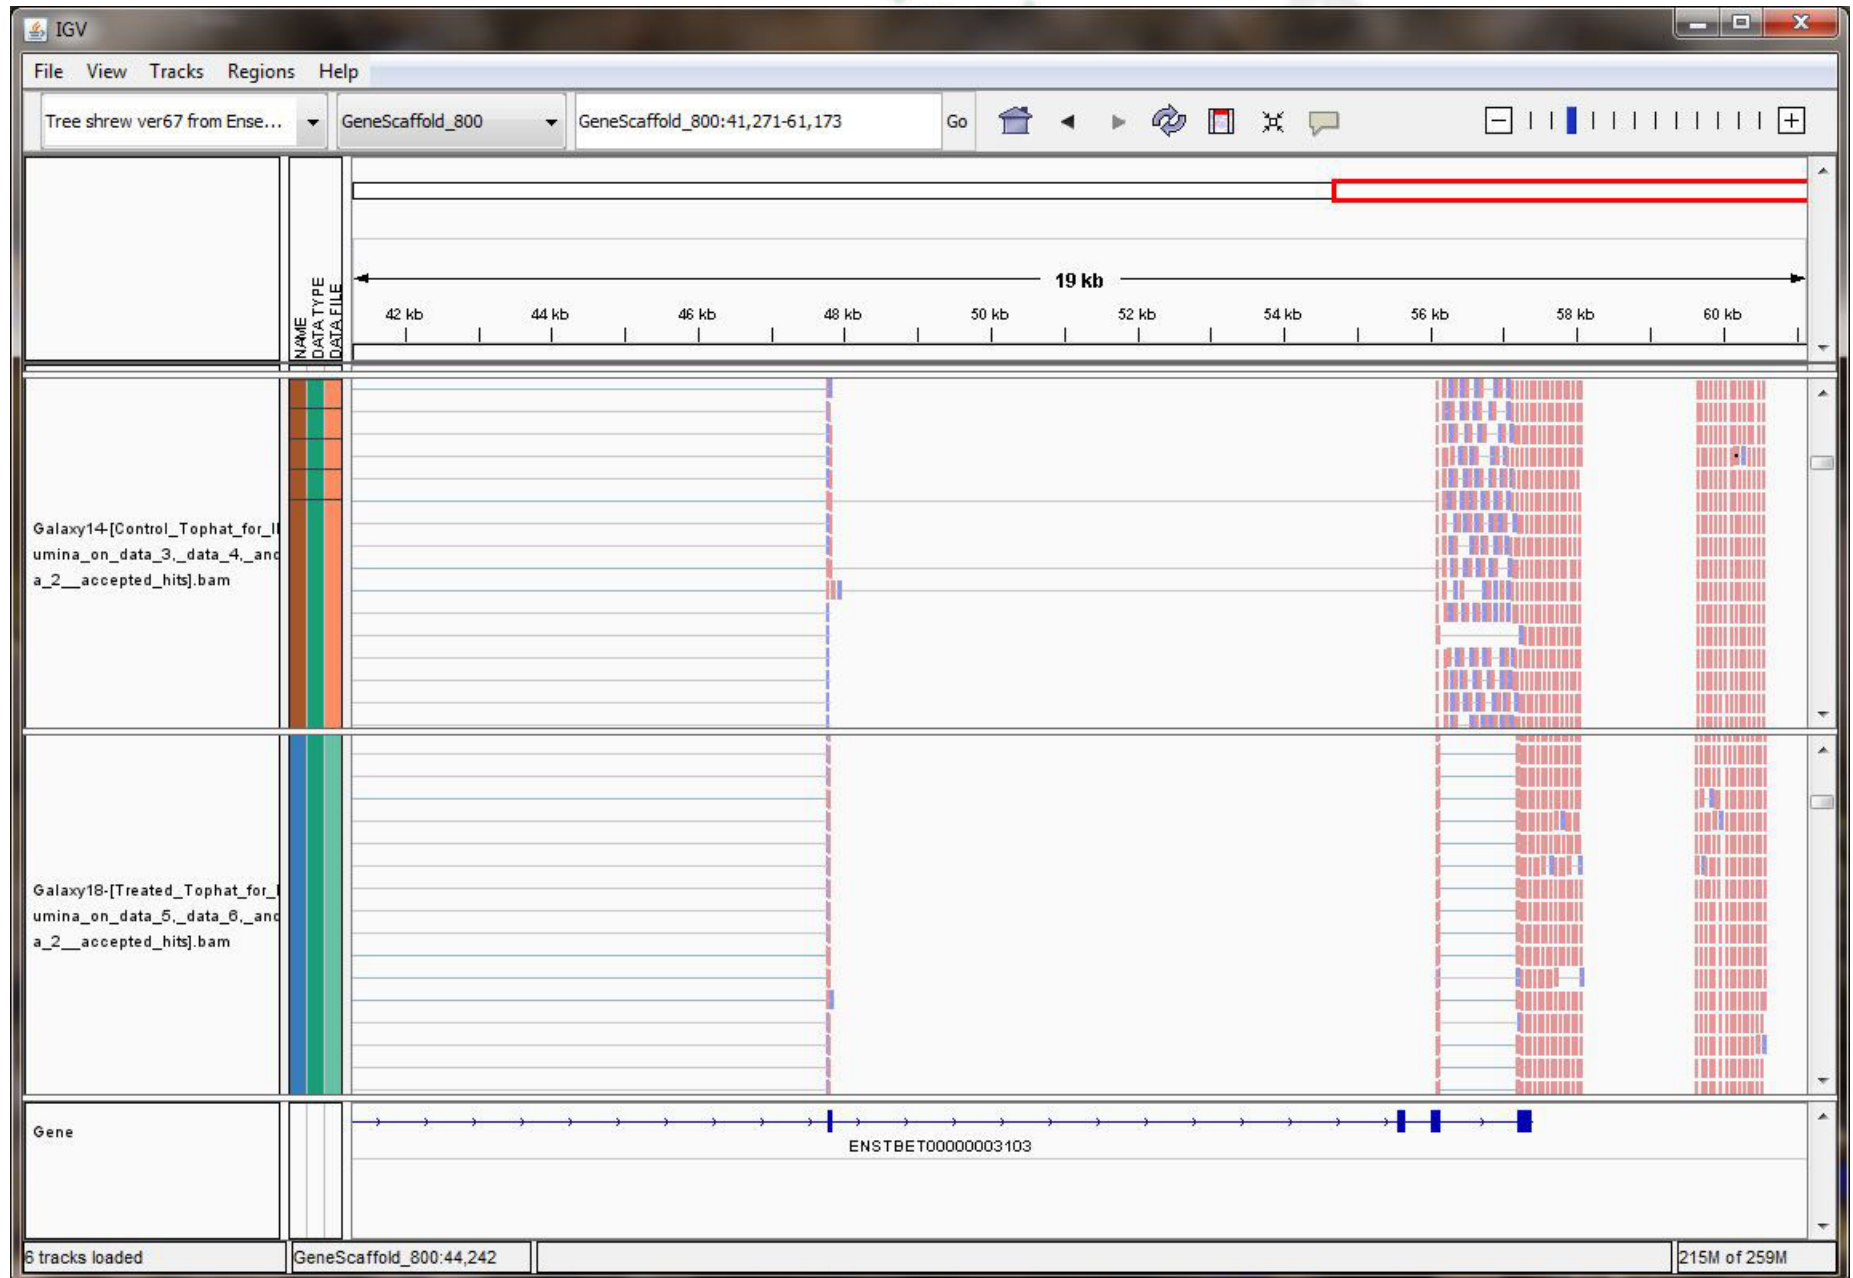 IGV
File View Tracks Regions Help
Tree shrew ver67 from Ense... GeneScaffold_800 GeneScaffold_800:41,271-61,173 Go
NAME
DATA TYPE
DATA FILE
19 kb
42 kb 44 kb 46 kb 48 kb 50 kb 52 kb 54 kb 56 kb 58 kb 60 kb
Galaxy14-[Control_Tophat_for_Il
umina_on_data_3,_data_4,_and
a_2__accepted_hits].bam
Galaxy18-[Treated_Tophat_for_I
umina_on_data_5,_data_6,_and
a_2__accepted_hits].bam
Gene
ENSTBET00000003103
6 tracks loaded GeneScaffold_800:44,242 215M of 259M